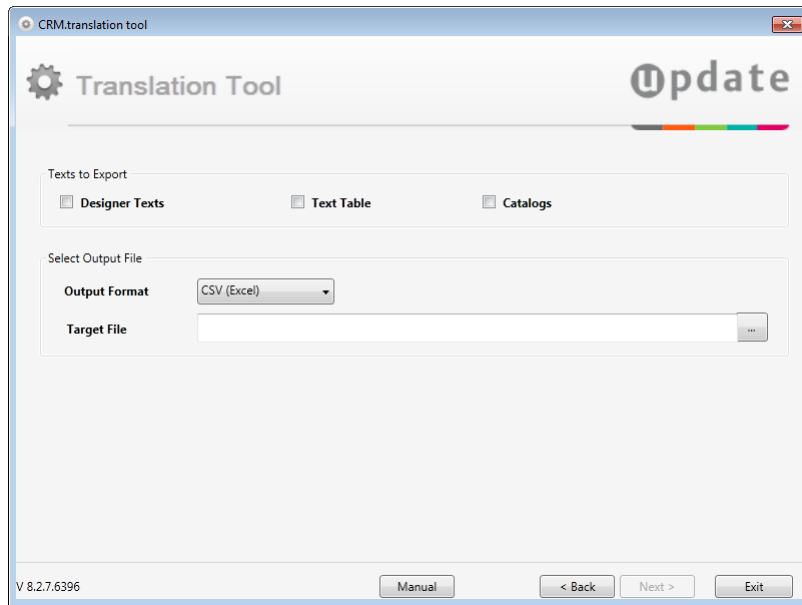 CRM.translation tool
Translation Tool
update
Texts to Export
Designer Texts Text Table Catalogs
Select Output File
Output Format CSV (Excel)
Target File ...
V 8.2.7.6396 Manual < Back Next > Exit